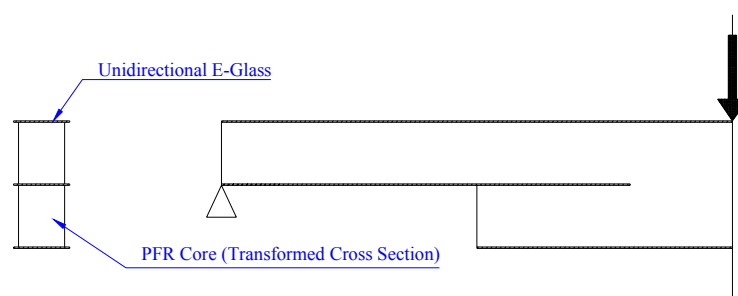 Unidirectional E-Glass
PFR Core (Transformed Cross Section)